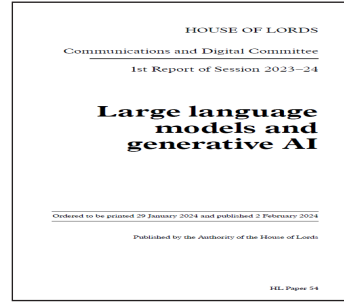 HOUSE OF LORDS
Communications and Digital Committee
1st Report of Session 2023–24
Large language
models and
generative AI
Ordered to be printed 29 January 2024 and published 2 February 2024
Published by the Authority of the House of Lords
HL Paper 54